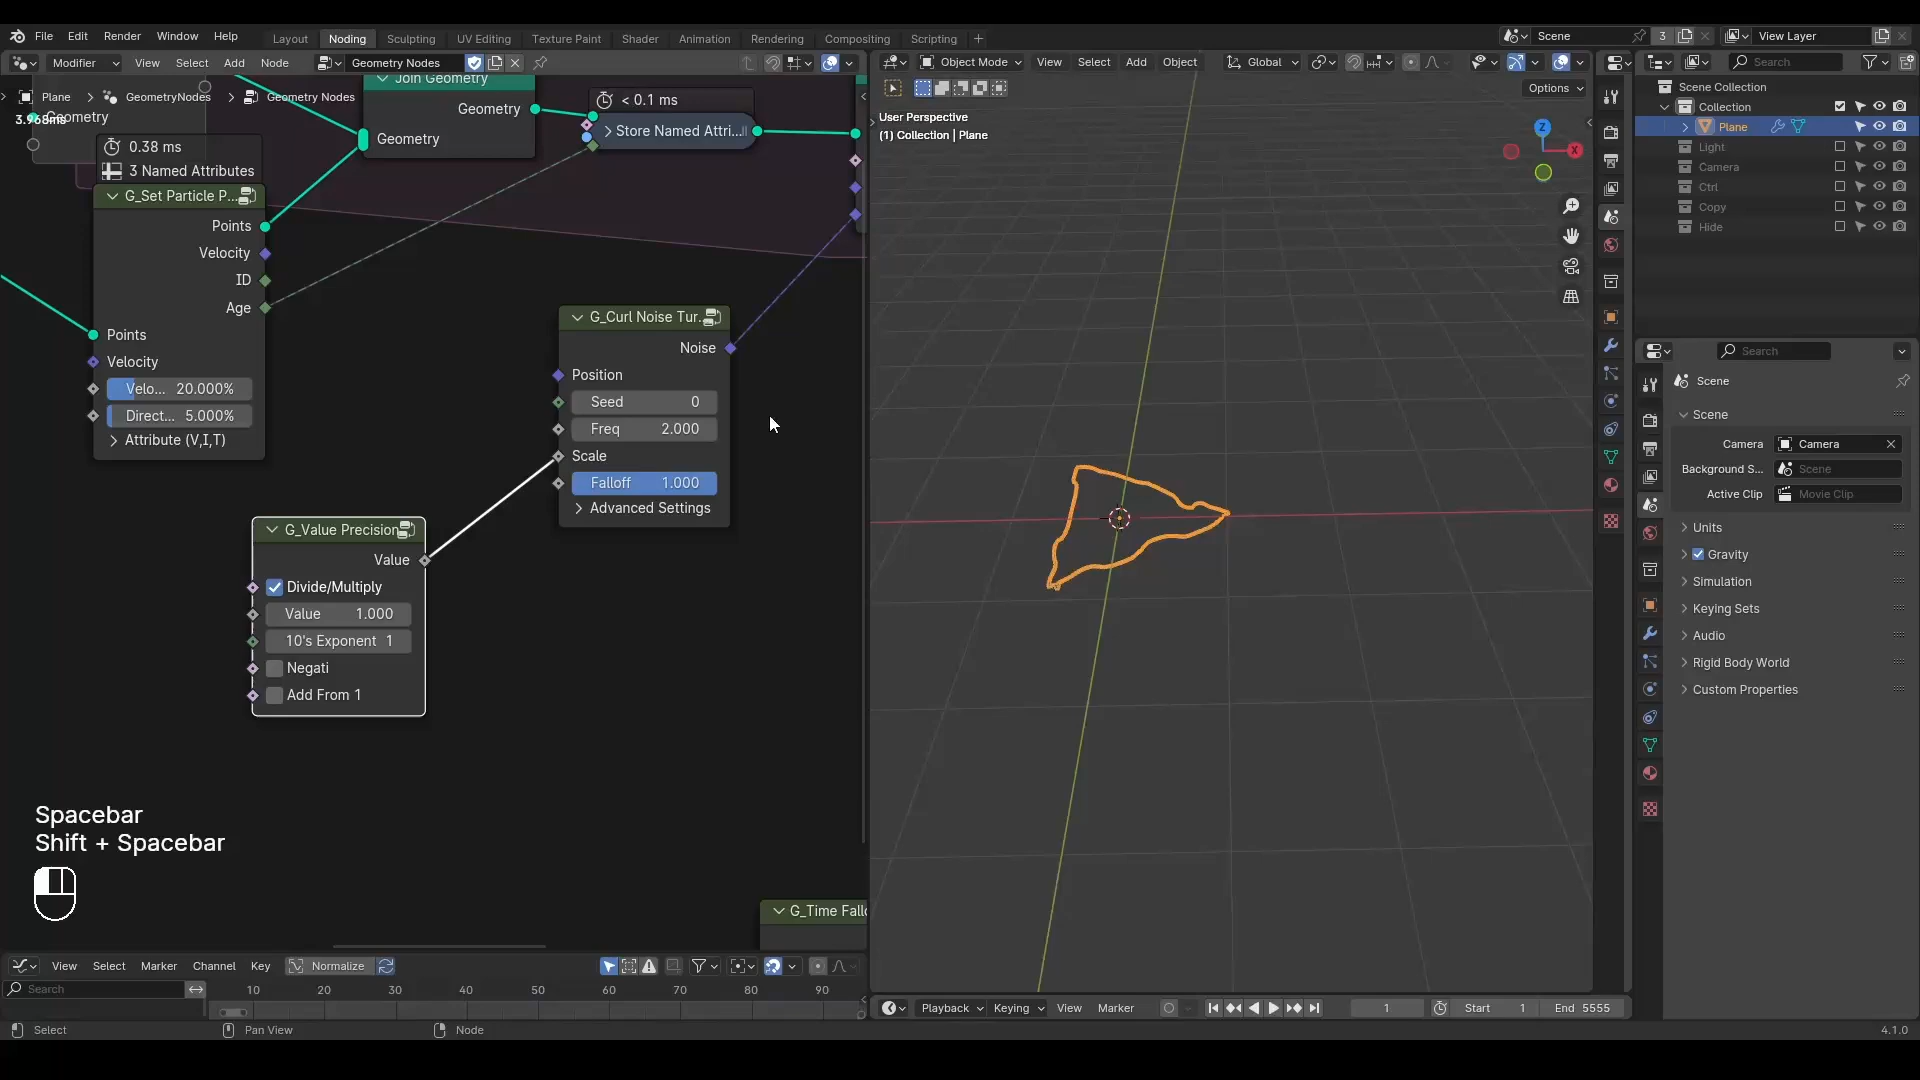 File Edit Render Window Help
Layout Noding Sculpting UV Editing Texture Paint Shader Animation Rendering Compositing Scripting +
Scene 3 View Layer
Modifier View Select Add Node Geometry Nodes
Object Mode View Select Add Object Global
Search
Options
Plane GeometryNodes Geometry Nodes
Geometry
0.38 ms
3 Named Attributes
G_Set Particle P...
Points
Velocity
ID
Age
Points
Velocity
Velo... 20.000%
Direct... 5.000%
Attribute (V,I,T)
Join Geometry
Geometry
Geometry
< 0.1 ms
Store Named Attri...
G_Curl Noise Tur...
Noise
Position
Seed 0
Freq 2.000
Scale
Falloff 1.000
Advanced Settings
G_Value Precision
Value
Divide/Multiply
Value 1.000
10's Exponent 1
Negati
Add From 1
G_Time Fallo
Spacebar
Shift + Spacebar
User Perspective
(1) Collection | Plane
Z
X
Scene Collection
Collection
Plane
Light
Camera
Ctrl
Copy
Hide
Search
Scene
Scene
Camera Camera
Background S... Scene
Active Clip Movie Clip
Units
Gravity
Simulation
Keying Sets
Audio
Rigid Body World
Custom Properties
View Select Marker Channel Key Normalize
Search
10 20 30 40 50 60 70 80 90
Playback Keying View Marker 1 Start 1 End 5555
Select Pan View Node
4.1.0